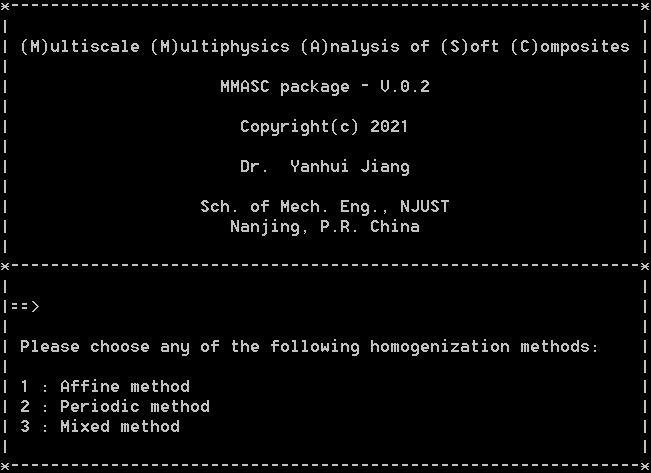 (M)ultiscale (M)ultiphysics (A)nalysis of (S)oft (C)omposites
MMASC package - V.0.2
Copyright(c) 2021
Dr.  Yanhui Jiang
Sch. of Mech. Eng., NJUST
Nanjing, P.R. China
==>
Please choose any of the following homogenization methods:
1 : Affine method
2 : Periodic method
3 : Mixed method